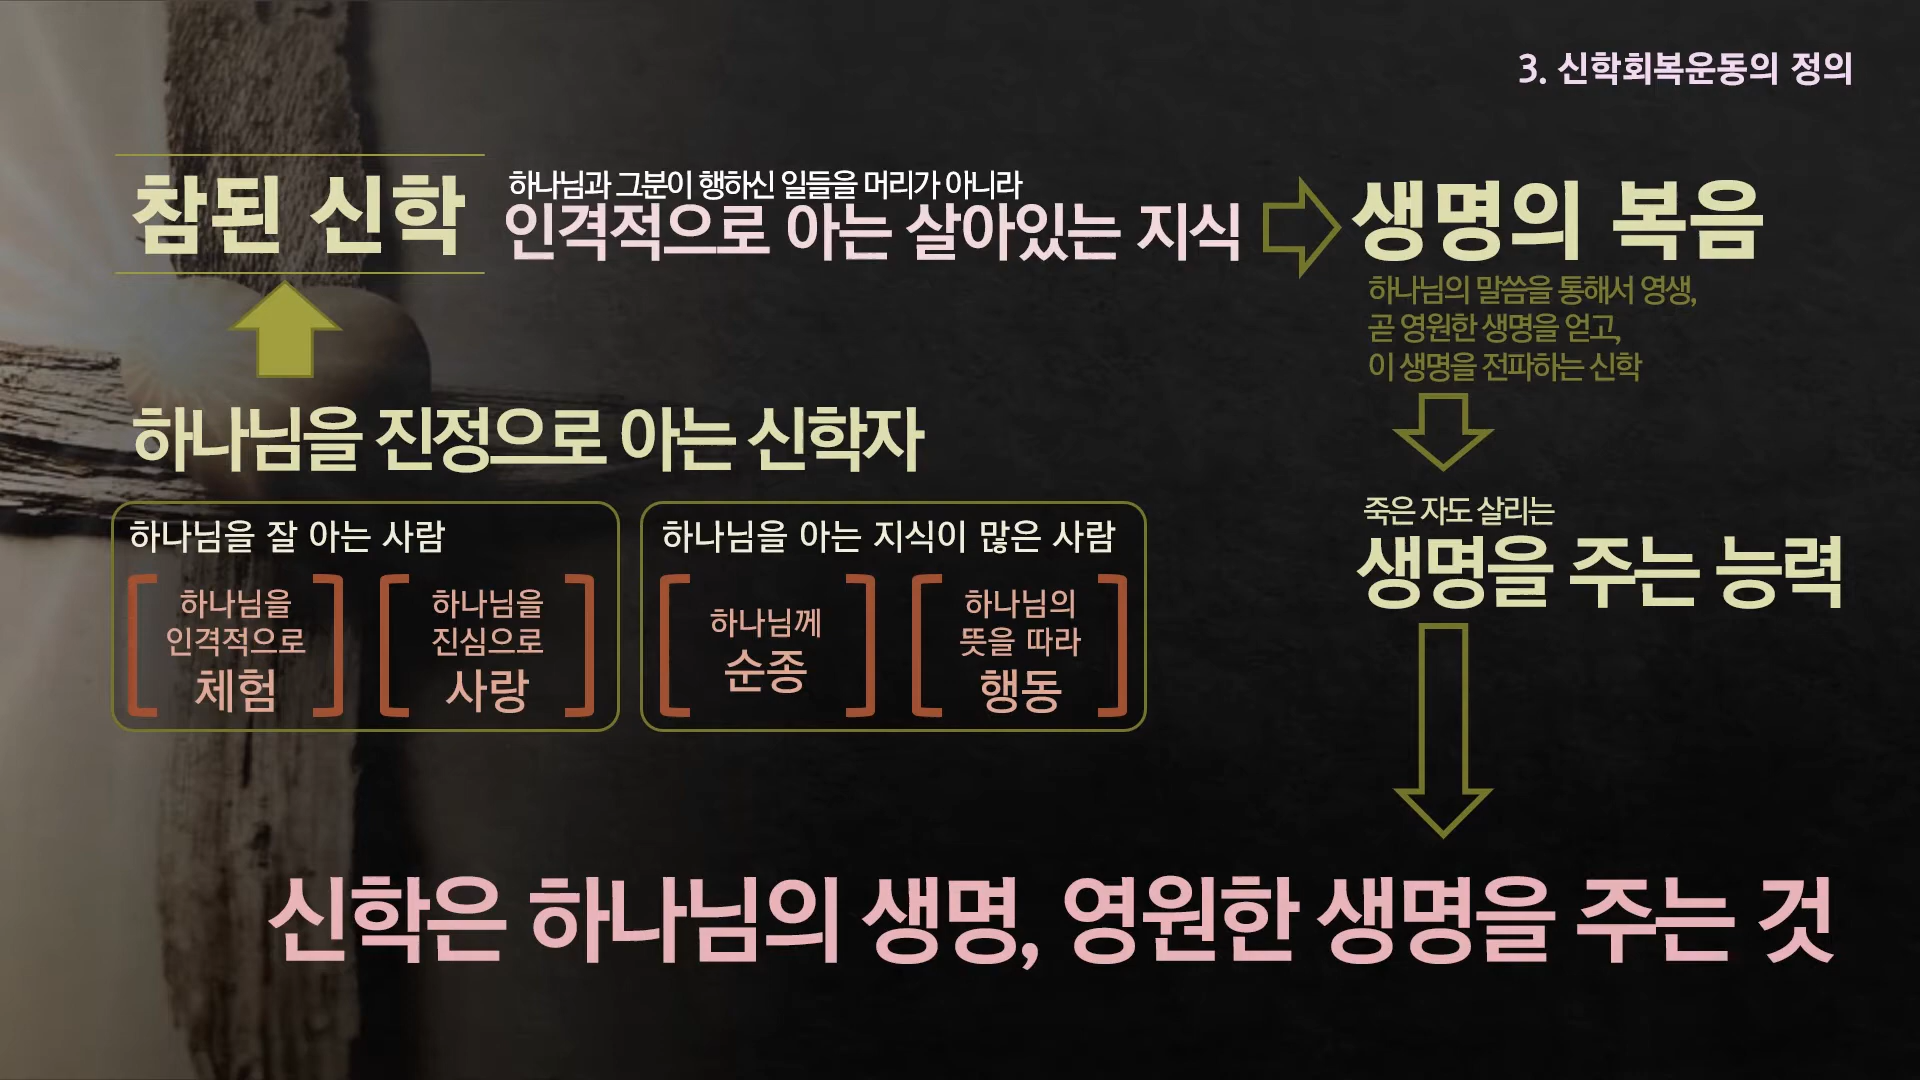 3. 신학회복운동의 정의
참된 신학
하나님과 그분이 행하신 일들을 머리가 아니라
인격적으로 아는 살아있는 지식
생명의 복음
하나님의 말씀을 통해서 영생,
곧 영원한 생명을 얻고,
이 생명을 전파하는 신학
하나님을 진정으로 아는 신학자
하나님을 잘 아는 사람
하나님을
인격적으로
체험
하나님을
진심으로
사랑
하나님을 아는 지식이 많은 사람
하나님께
순종
하나님의
뜻을 따라
행동
죽은 자도 살리는
생명을 주는 능력
신학은 하나님의 생명, 영원한 생명을 주는 것